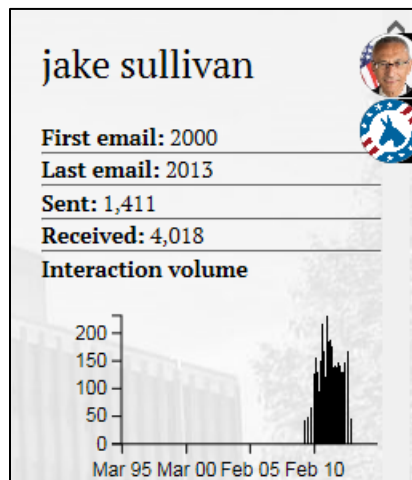 jake sullivan
First email: 2000
Last email: 2013
Sent: 1,411
Received: 4,018
Interaction volume
200
150
100
50
0
Mar 95 Mar 00 Feb 05 Feb 10